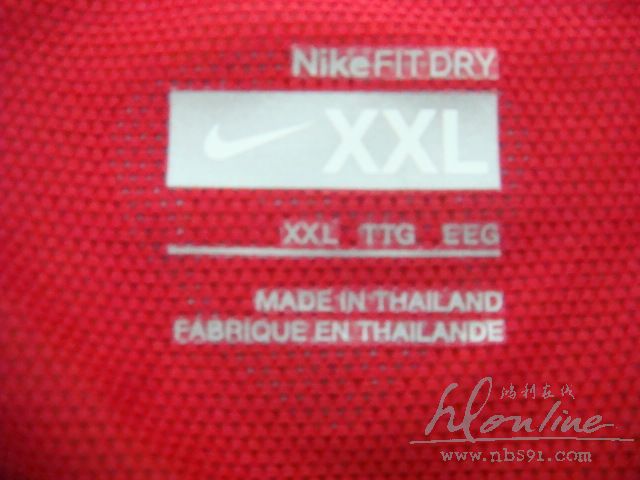 NikeFIT DRY
XXL
XXL TTG EEG
MADE IN THAILAND
FABRIQUE EN THAILANDE
鸿利在线
hlonline
www.nb591.com